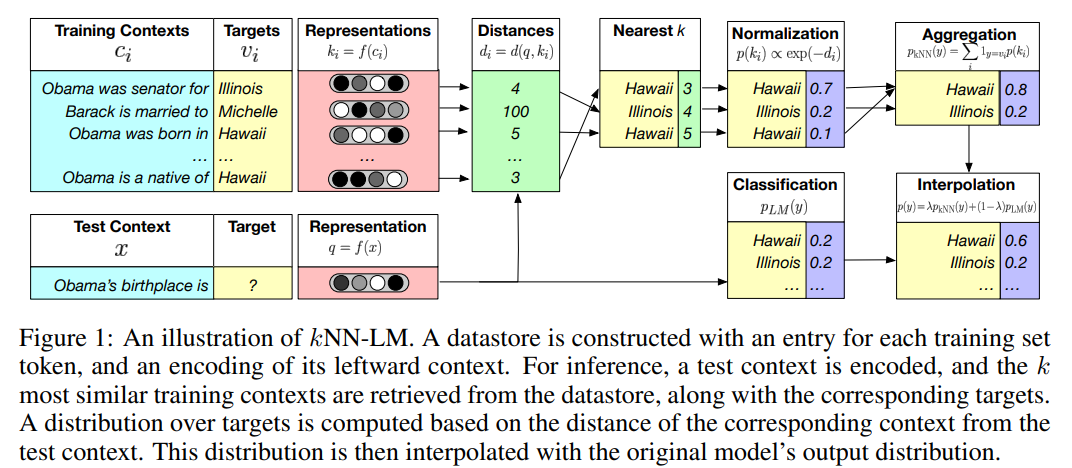 Training Contexts Targets Representations Distances Nearest k Normalization Aggregation
c_i v_i k_i = f(c_i) d_i = d(q, k_i) p(k_i) ∝ exp(−d_i) p_kNN(y) = ∑_i 1_{y=v_i} p(k_i)
Obama was senator for Illinois 4 Hawaii 3 Hawaii 0.7 Hawaii 0.8
Barack is married to Michelle 100 Illinois 4 Illinois 0.2 Illinois 0.2
Obama was born in Hawaii 5 Hawaii 5 Hawaii 0.1
... ... ... ...
Obama is a native of Hawaii 3
Classification Interpolation
p_LM(y) p(y) = λp_kNN(y) + (1−λ)p_LM(y)
Test Context Target Representation
x q = f(x)
Hawaii 0.2 Hawaii 0.6
Illinois 0.2 Illinois 0.2
Obama's birthplace is ? ... ... ... ...
Figure 1: An illustration of kNN-LM. A datastore is constructed with an entry for each training set
token, and an encoding of its leftward context. For inference, a test context is encoded, and the k
most similar training contexts are retrieved from the datastore, along with the corresponding targets.
A distribution over targets is computed based on the distance of the corresponding context from the
test context. This distribution is then interpolated with the original model's output distribution.